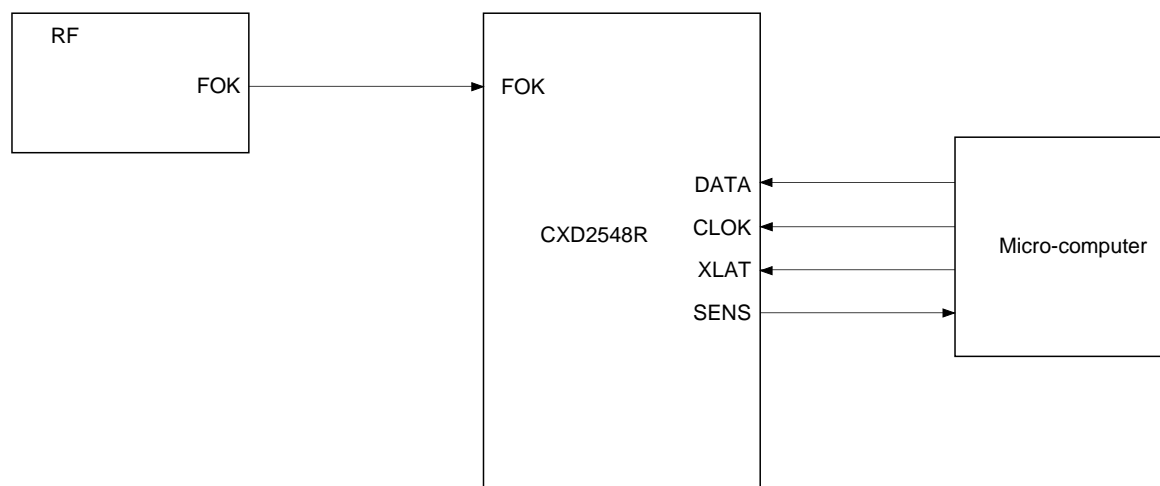 RF
FOK
FOK
DATA
CLOK
CXD2548R
XLAT
SENS
Micro-computer